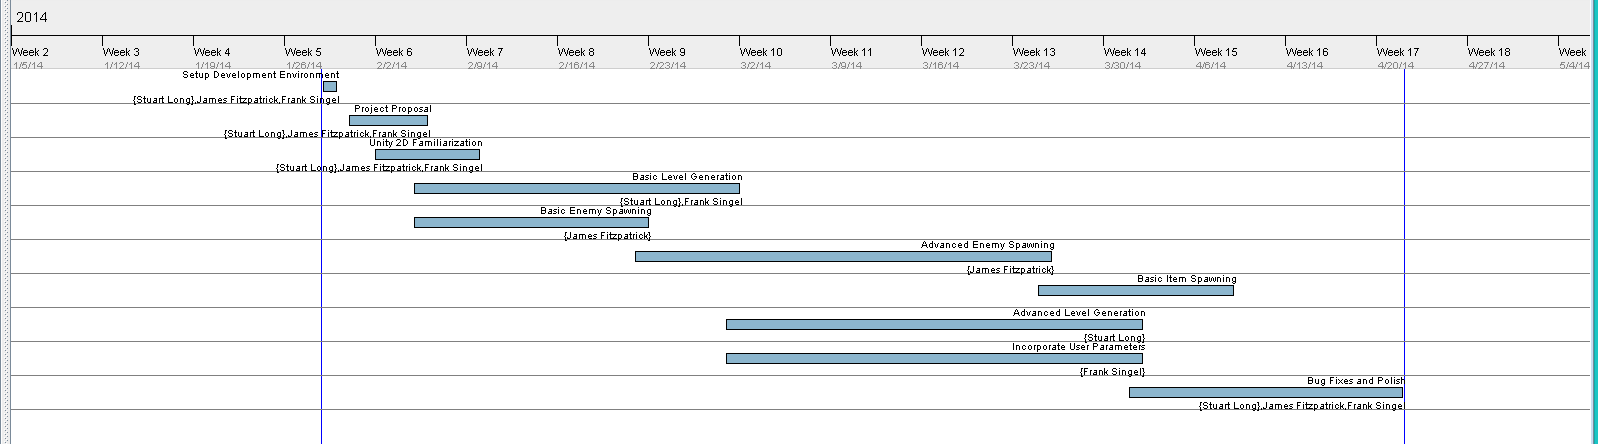 2014
Week 2 Week 3 Week 4 Week 5 Week 6 Week 7 Week 8 Week 9 Week 10 Week 11 Week 12 Week 13 Week 14 Week 15 Week 16 Week 17 Week 18 Week
1/5/14 1/12/14 1/19/14 1/26/14 2/2/14 2/9/14 2/16/14 2/23/14 3/2/14 3/9/14 3/16/14 3/23/14 3/30/14 4/6/14 4/13/14 4/20/14 4/27/14 5/4/14
Setup Development Environment
{Stuart Long},James Fitzpatrick,Frank Singel
Project Proposal
{Stuart Long},James Fitzpatrick,Frank Singel
Unity 2D Familiarization
{Stuart Long},James Fitzpatrick,Frank Singel
Basic Level Generation
{Stuart Long},Frank Singel
Basic Enemy Spawning
{James Fitzpatrick}
Advanced Enemy Spawning
{James Fitzpatrick}
Basic Item Spawning
Advanced Level Generation
{Stuart Long}
Incorporate User Parameters
{Frank Singel}
Bug Fixes and Polish
{Stuart Long},James Fitzpatrick,Frank Singel